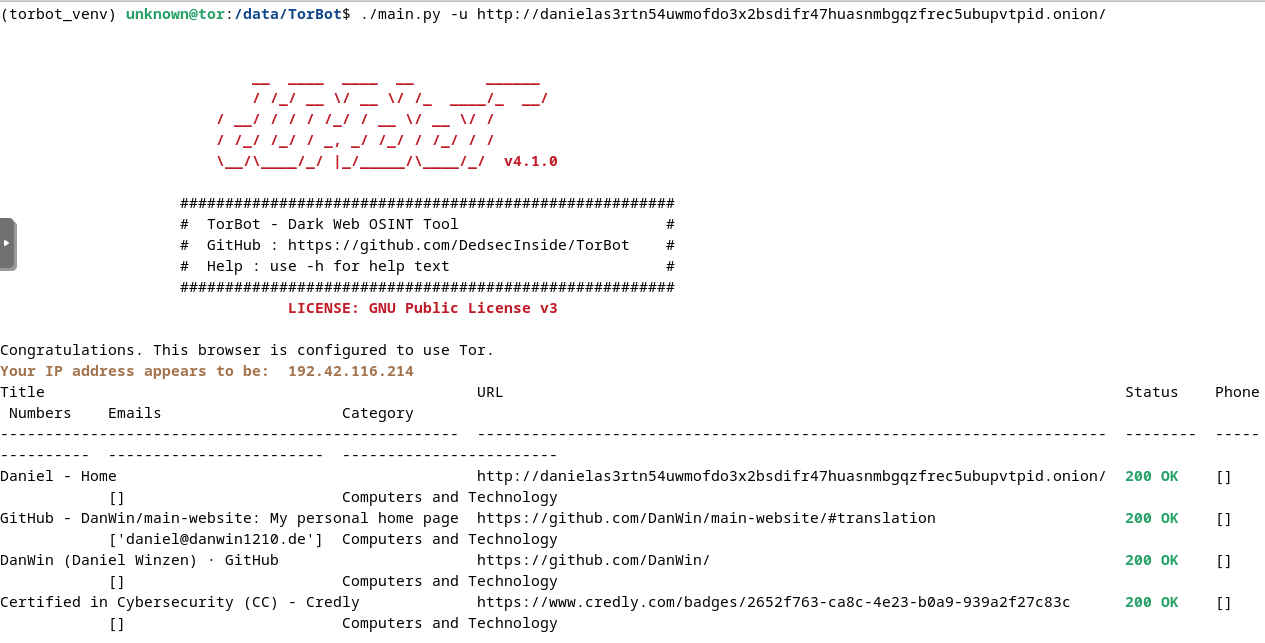 (torbot_venv) unknown@tor:/data/TorBot$ ./main.py -u http://danielas3rtn54uwmofdo3x2bsdifr47huasnmbgqzfrec5ubupvtpid.onion/
                            __  ____  ____  __        ______
                            / /_/ __ \/ __ \/ /_  ____/_  __/
                        / __/ / / / /_/ / __ \/ __ \/ /
                        / /_/ /_/ / _, _/ /_/ / /_/ / /
                        \__/\____/_/ |_/_____/\____/_/  v4.1.0
                    #######################################################
                    #  TorBot - Dark Web OSINT Tool                       #
                    #  GitHub : https://github.com/DedsecInside/TorBot    #
                    #  Help : use -h for help text                        #
                    #######################################################
                                LICENSE: GNU Public License v3
Congratulations. This browser is configured to use Tor.
Your IP address appears to be:  192.42.116.214
Title                                                URL                                                                     Status    Phone
 Numbers    Emails                    Category
---------------------------------------------------  ----------------------------------------------------------------------  --------  -----
----------  ------------------------  ------------------------
Daniel - Home                                        http://danielas3rtn54uwmofdo3x2bsdifr47huasnmbgqzfrec5ubupvtpid.onion/  200 OK    []
            []                        Computers and Technology
GitHub - DanWin/main-website: My personal home page  https://github.com/DanWin/main-website/#translation                     200 OK    []
            ['daniel@danwin1210.de']  Computers and Technology
DanWin (Daniel Winzen) · GitHub                      https://github.com/DanWin/                                              200 OK    []
            []                        Computers and Technology
Certified in Cybersecurity (CC) - Credly             https://www.credly.com/badges/2652f763-ca8c-4e23-b0a9-939a2f27c83c      200 OK    []
            []                        Computers and Technology